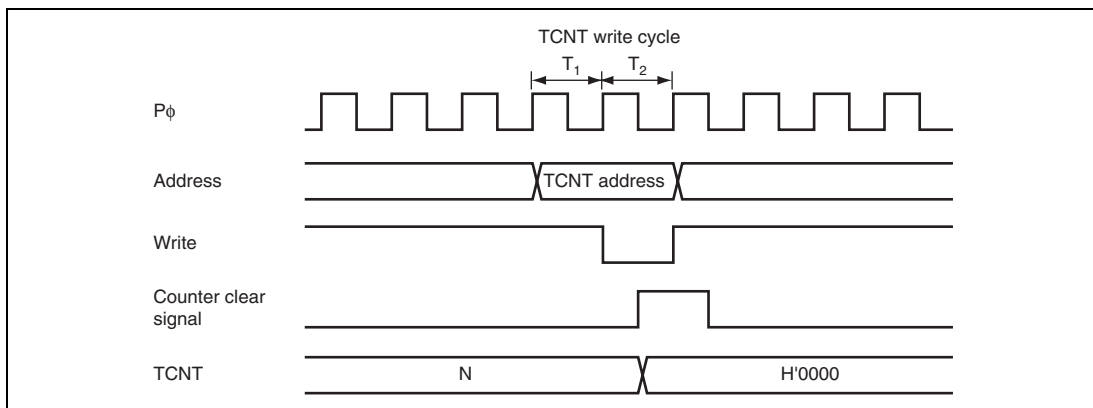 TCNT write cycle
T1 T2
Pϕ
Address TCNT address
Write
Counter clear
signal
TCNT N H'0000